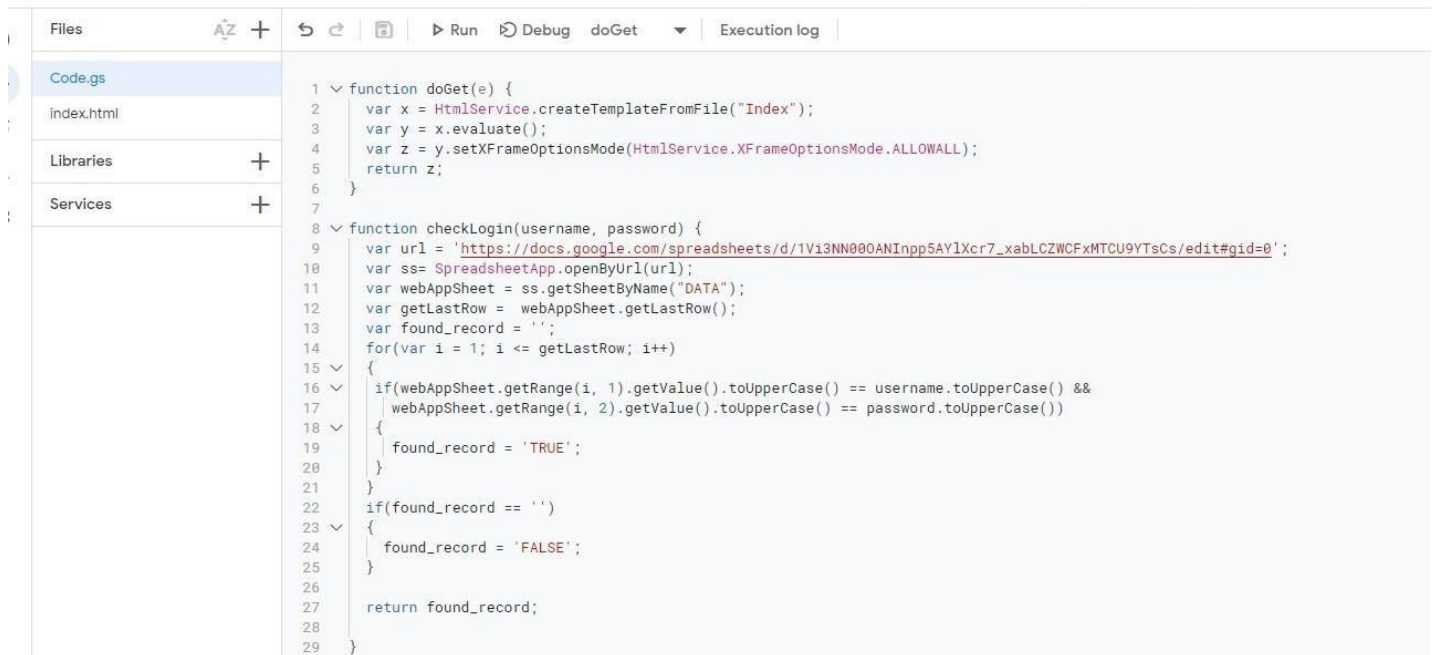 Files
AZ
Run
Debug
doGet
Execution log
Code.gs
index.html
Libraries
Services
1 function doGet(e) {
2 var x = HtmlService.createTemplateFromFile("Index");
3 var y = x.evaluate();
4 var z = y.setXFrameOptionsMode(HtmlService.XFrameOptionsMode.ALLOWALL);
5 return z;
6 }
7
8 function checkLogin(username, password) {
9 var url = 'https://docs.google.com/spreadsheets/d/1Vi3NN00OANInpp5AYlXcr7_xabLCZWCFxMTCU9YTsCs/edit#gid=0';
10 var ss= SpreadsheetApp.openByUrl(url);
11 var webAppSheet = ss.getSheetByName("DATA");
12 var getLastRow = webAppSheet.getLastRow();
13 var found_record = '';
14 for(var i = 1; i <= getLastRow; i++)
15 {
16 if(webAppSheet.getRange(i, 1).getValue().toUpperCase() == username.toUpperCase() &&
17 webAppSheet.getRange(i, 2).getValue().toUpperCase() == password.toUpperCase())
18 {
19 found_record = 'TRUE';
20 }
21 }
22 if(found_record == '')
23 {
24 found_record = 'FALSE';
25 }
26
27 return found_record;
28
29 }